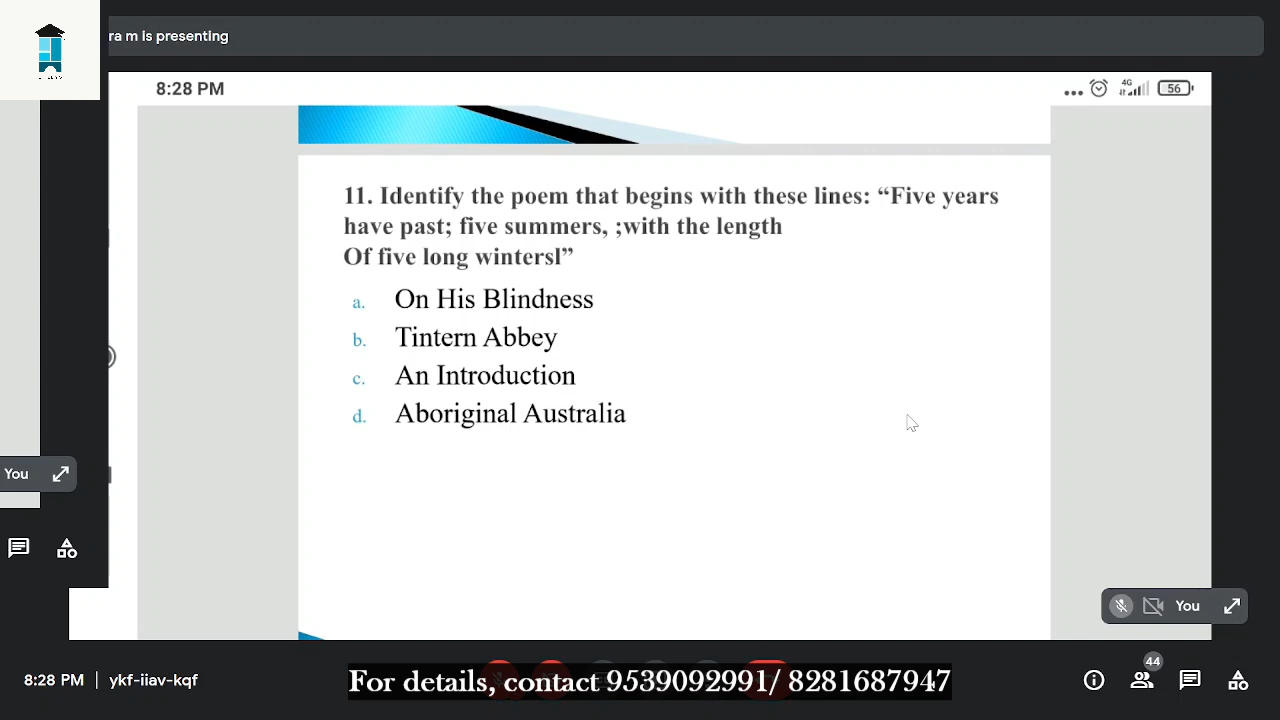 ra m is presenting
8:28 PM
4G
56
11. Identify the poem that begins with these lines: “Five years
have past; five summers, ;with the length
Of five long wintersl”
a. On His Blindness
b. Tintern Abbey
c. An Introduction
d. Aboriginal Australia
You
You
44
8:28 PM | ykf-iiav-kqf
For details, contact 9539092991/ 8281687947